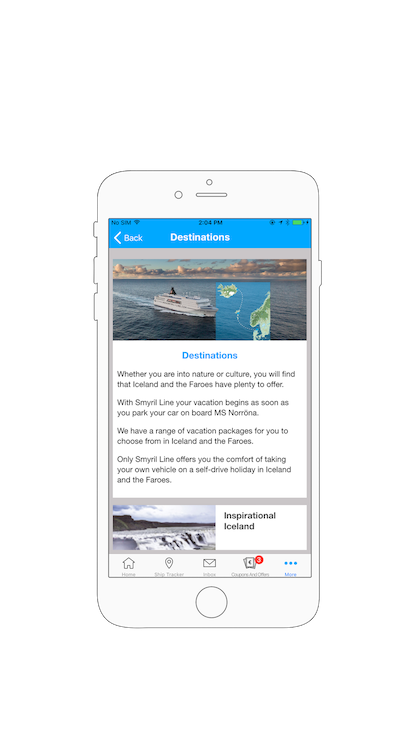 No SIM 2:04 PM
Back Destinations
Destinations
Whether you are into nature or culture, you will find
that Iceland and the Faroes have plenty to offer.
With Smyril Line your vacation begins as soon as
you park your car on board MS Norröna.
We have a range of vacation packages for you to
choose from in Iceland and the Faroes.
Only Smyril Line offers you the comfort of taking
your own vehicle on a self-drive holiday in Iceland
and the Faroes.
Inspirational
Iceland
3
Home Ship Tracker Inbox Coupons And Offers More